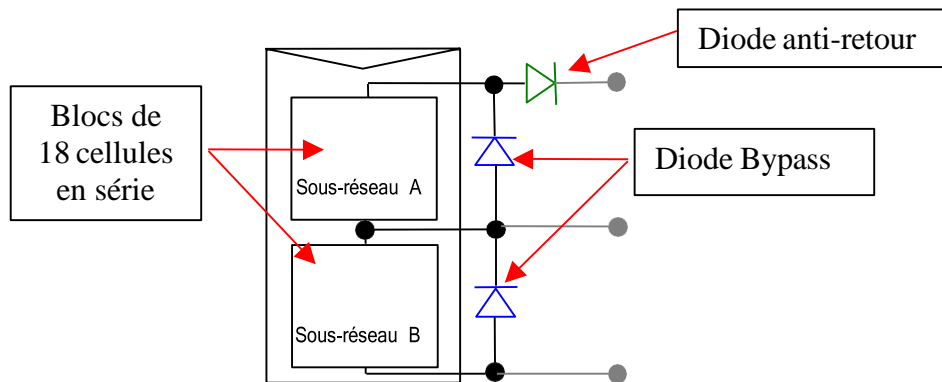 Diode anti-retour
Blocs de
18 cellules
en série
Diode Bypass
Sous-réseau A
Sous-réseau B